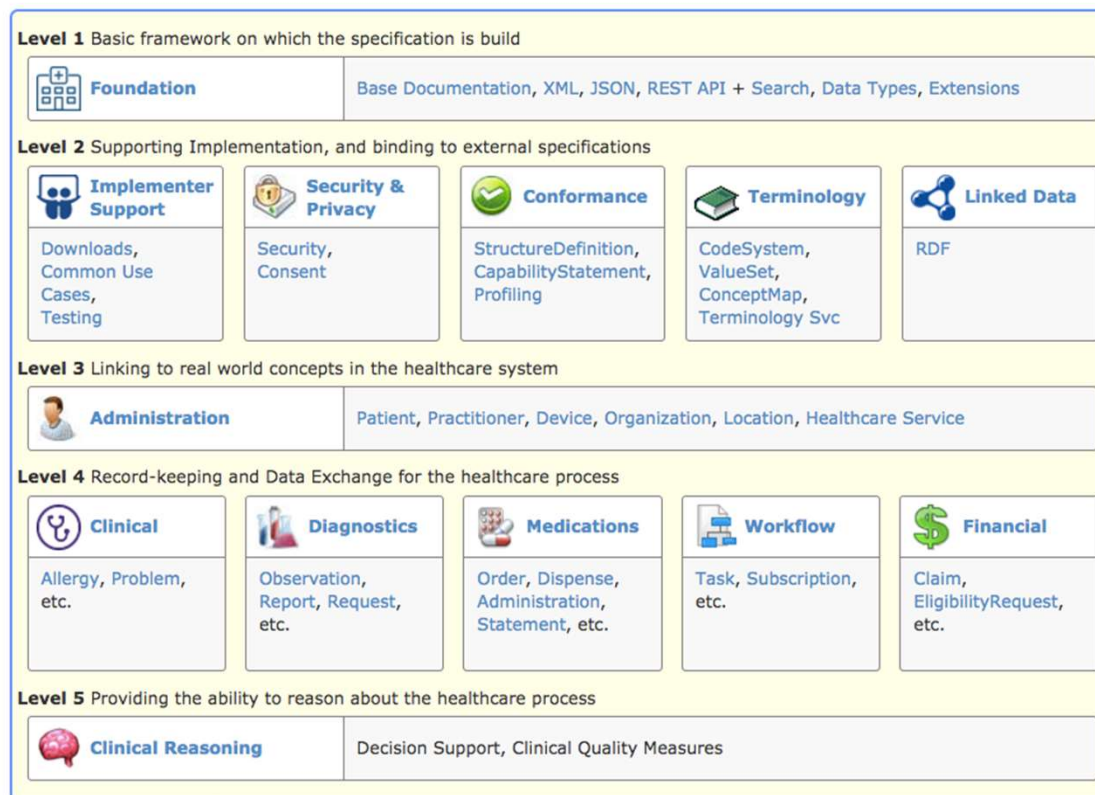 Level 1 Basic framework on which the specification is build
Foundation
Base Documentation, XML, JSON, REST API + Search, Data Types, Extensions
Level 2 Supporting Implementation, and binding to external specifications
Implementer
Support
Downloads,
Common Use
Cases,
Testing
Security &
Privacy
Security,
Consent
Conformance
StructureDefinition,
CapabilityStatement,
Profiling
Terminology
CodeSystem,
ValueSet,
ConceptMap,
Terminology Svc
Linked Data
RDF
Level 3 Linking to real world concepts in the healthcare system
Administration
Patient, Practitioner, Device, Organization, Location, Healthcare Service
Level 4 Record-keeping and Data Exchange for the healthcare process
Clinical
Allergy, Problem,
etc.
Diagnostics
Observation,
Report, Request,
etc.
Medications
Order, Dispense,
Administration,
Statement, etc.
Workflow
Task, Subscription,
etc.
Financial
Claim,
EligibilityRequest,
etc.
Level 5 Providing the ability to reason about the healthcare process
Clinical Reasoning
Decision Support, Clinical Quality Measures